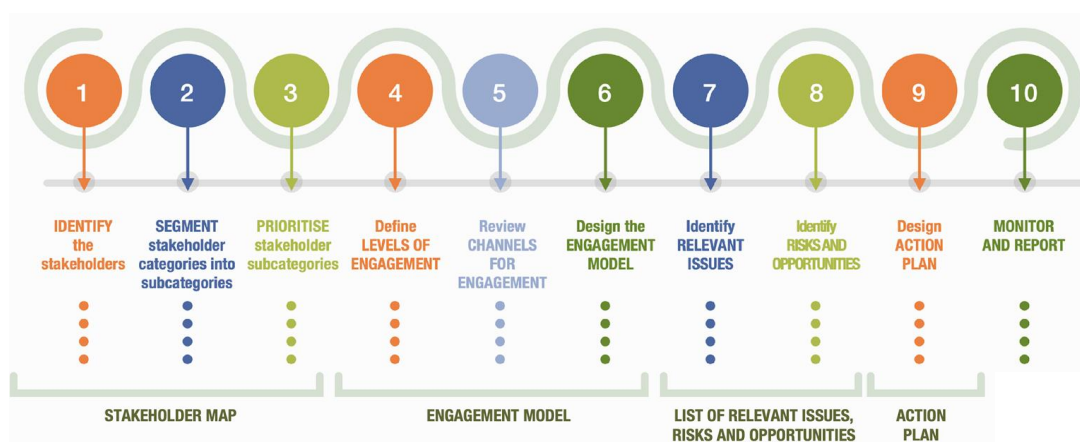 1
2
3
4
5
6
7
8
9
10
IDENTIFY
the
stakeholders
SEGMENT
stakeholder
categories into
subcategories
PRIORITISE
stakeholder
subcategories
Define
LEVELS OF
ENGAGEMENT
Review
CHANNELS
FOR
ENGAGEMENT
Design the
ENGAGEMENT
MODEL
Identify
RELEVANT
ISSUES
Identify
RISKS AND
OPPORTUNITIES
Design
ACTION
PLAN
MONITOR
AND REPORT
STAKEHOLDER MAP
ENGAGEMENT MODEL
LIST OF RELEVANT ISSUES,
RISKS AND OPPORTUNITIES
ACTION
PLAN